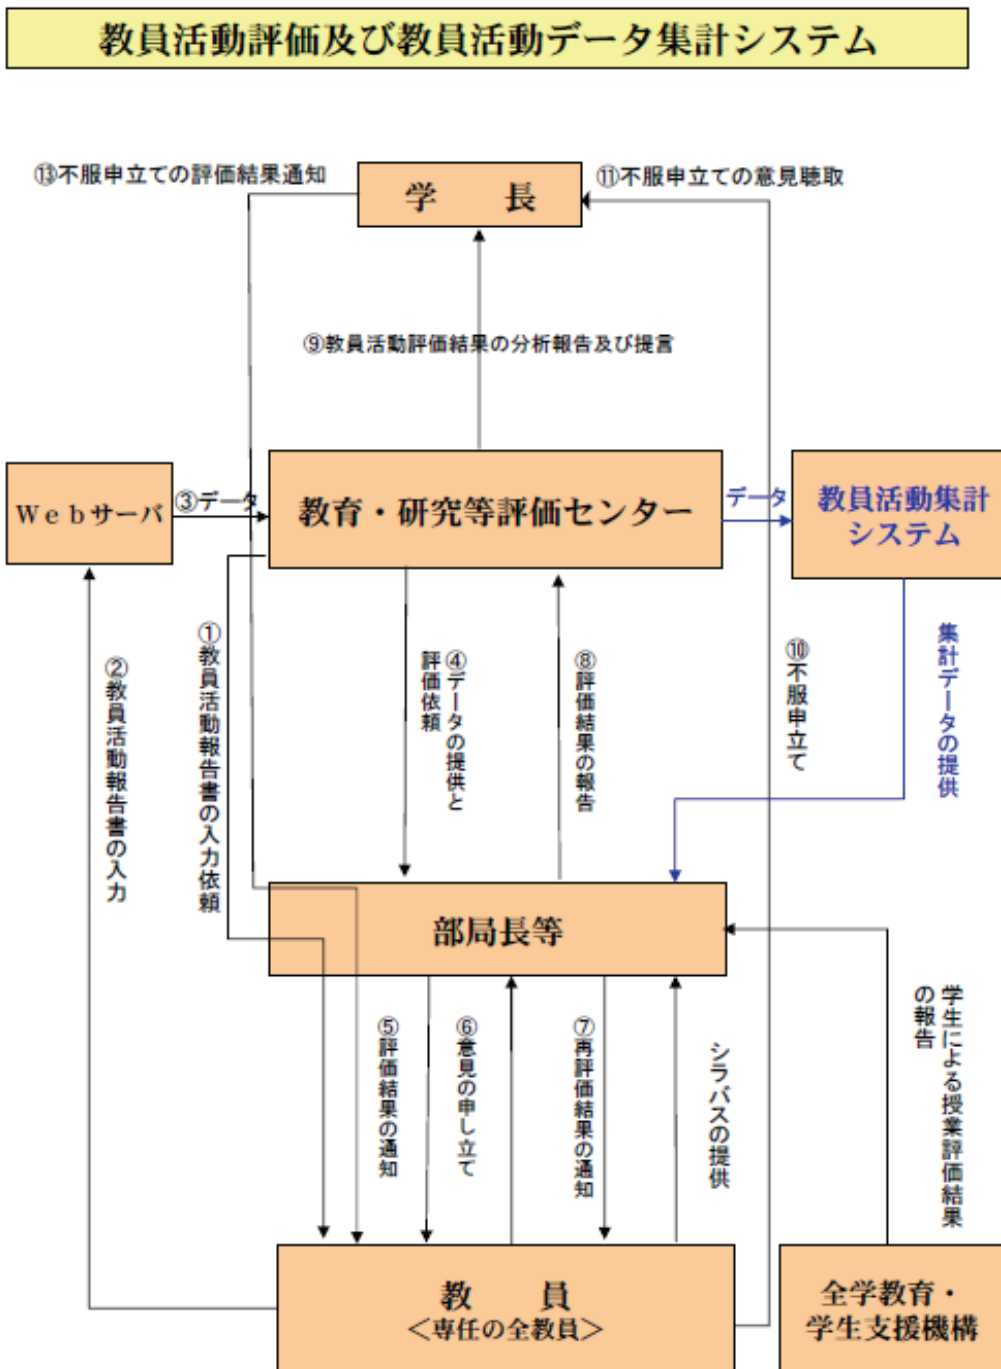 教員活動評価及び教員活動データ集計システム
⑬不服申立ての評価結果通知
学　長
⑪不服申立ての意見聴取
⑨教員活動評価結果の分析報告及び提言
Ｗｅｂサーバ
③データ
教育・研究等評価センター
データ
教員活動集計
システム
②教員活動報告書の入力
①教員活動報告書の入力依頼
④データの提供と
評価依頼
⑧評価結果の報告
⑩不服申立て
集計データの提供
部局長等
⑤評価結果の通知
⑥意見の申し立て
⑦再評価結果の通知
シラバスの提供
学生による授業評価結果
の報告
教　員
＜専任の全教員＞
全学教育・
学生支援機構